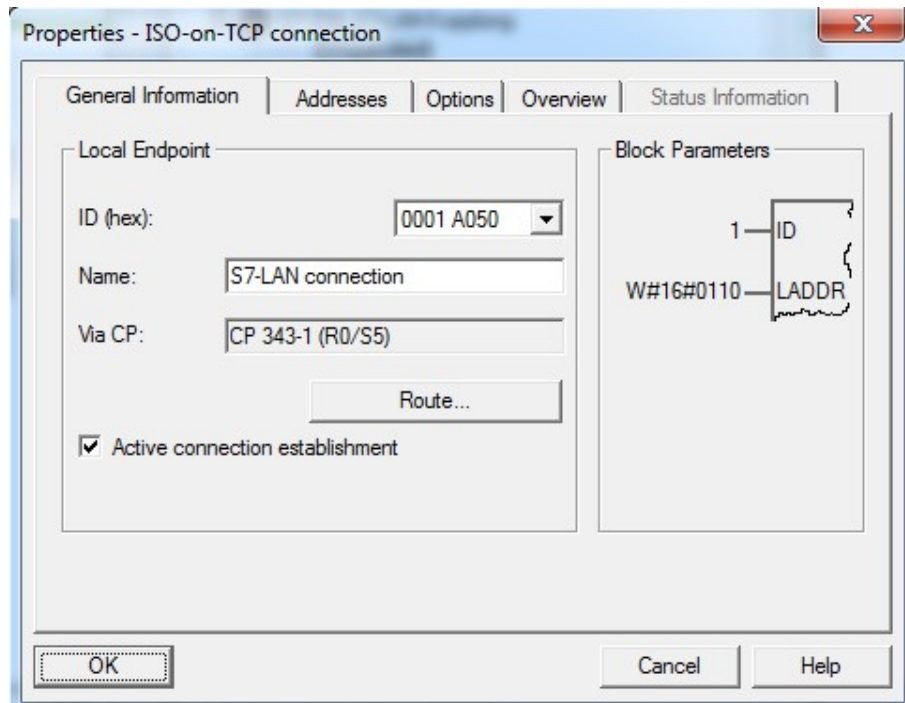 Properties - ISO-on-TCP connection
General Information Addresses Options Overview Status Information
Local Endpoint
ID (hex): 0001 A050
Name: S7-LAN connection
Via CP: CP 343-1 (R0/S5)
Route...
Active connection establishment
Block Parameters
1 ID
W#16#0110 LADDR
OK Cancel Help